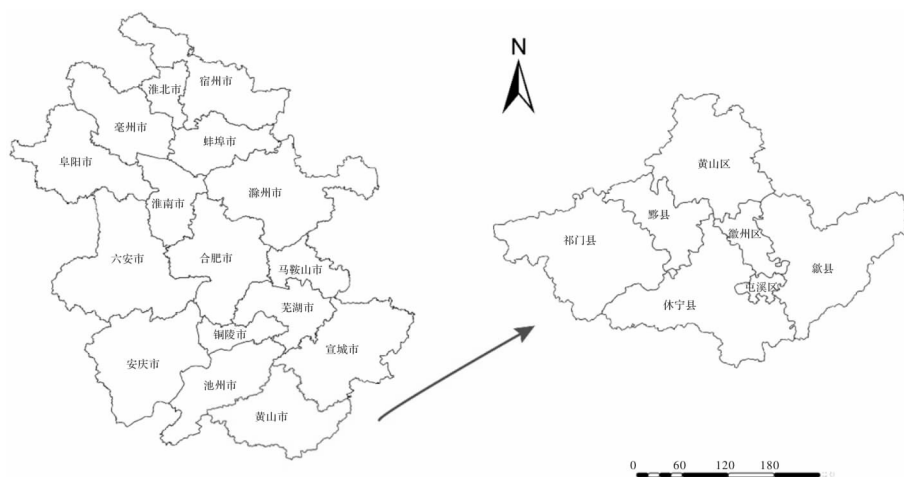 N
淮北市
宿州市
亳州市
蚌埠市
阜阳市
淮南市
滁州市
六安市
合肥市
马鞍山市
芜湖市
铜陵市
宣城市
安庆市
池州市
黄山市
黄山区
黟县
祁门县
徽州区
歙县
屯溪区
休宁县
0 60 120 180